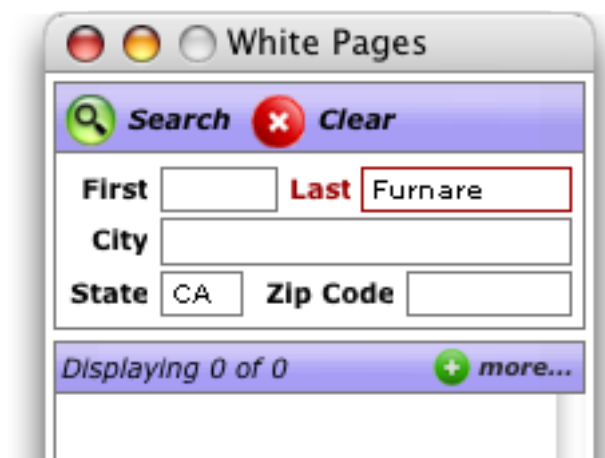 White Pages
Search Clear
First Last Furnare
City
State CA Zip Code
Displaying 0 of 0 more...